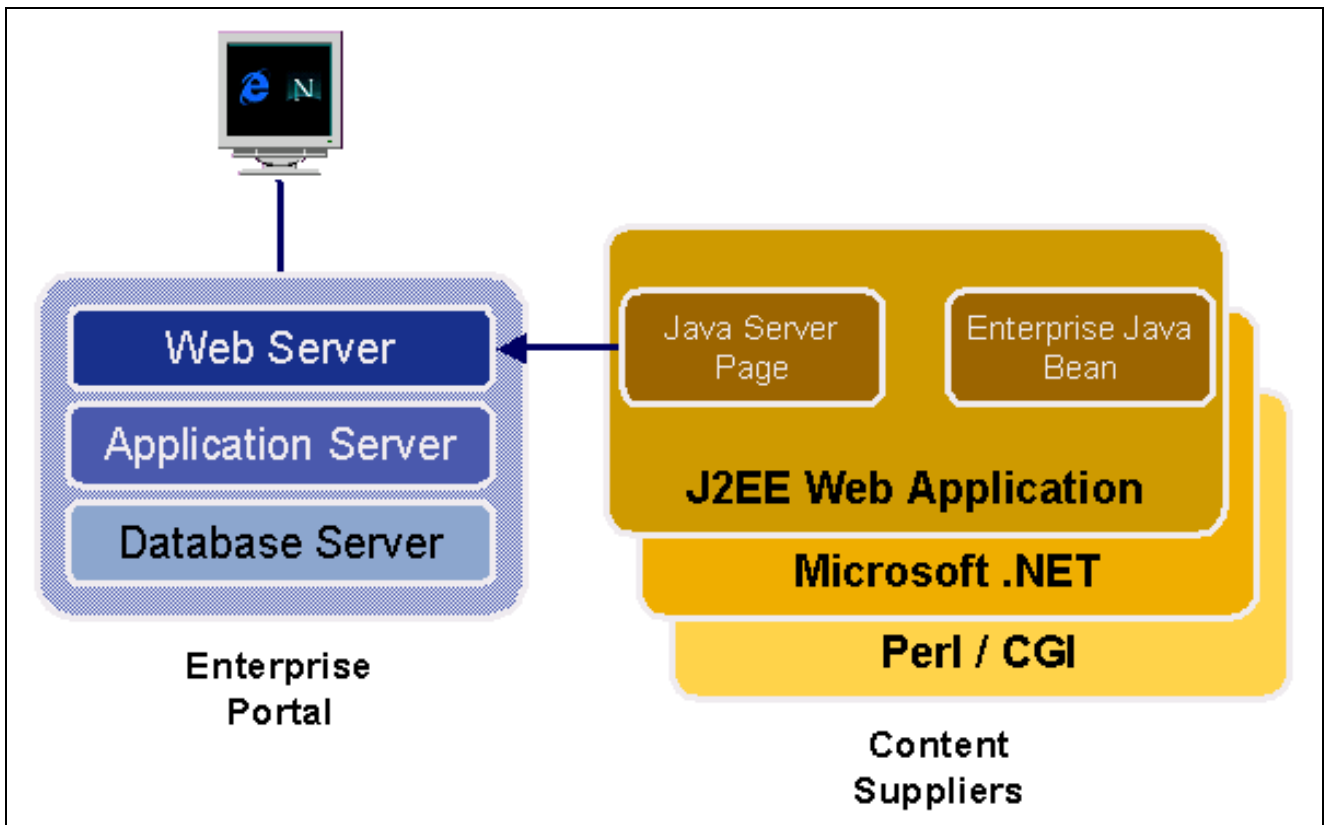 N
Web Server
Application Server
Database Server
Enterprise
Portal
Java Server
Page
Enterprise Java
Bean
J2EE Web Application
Microsoft .NET
Perl / CGI
Content
Suppliers